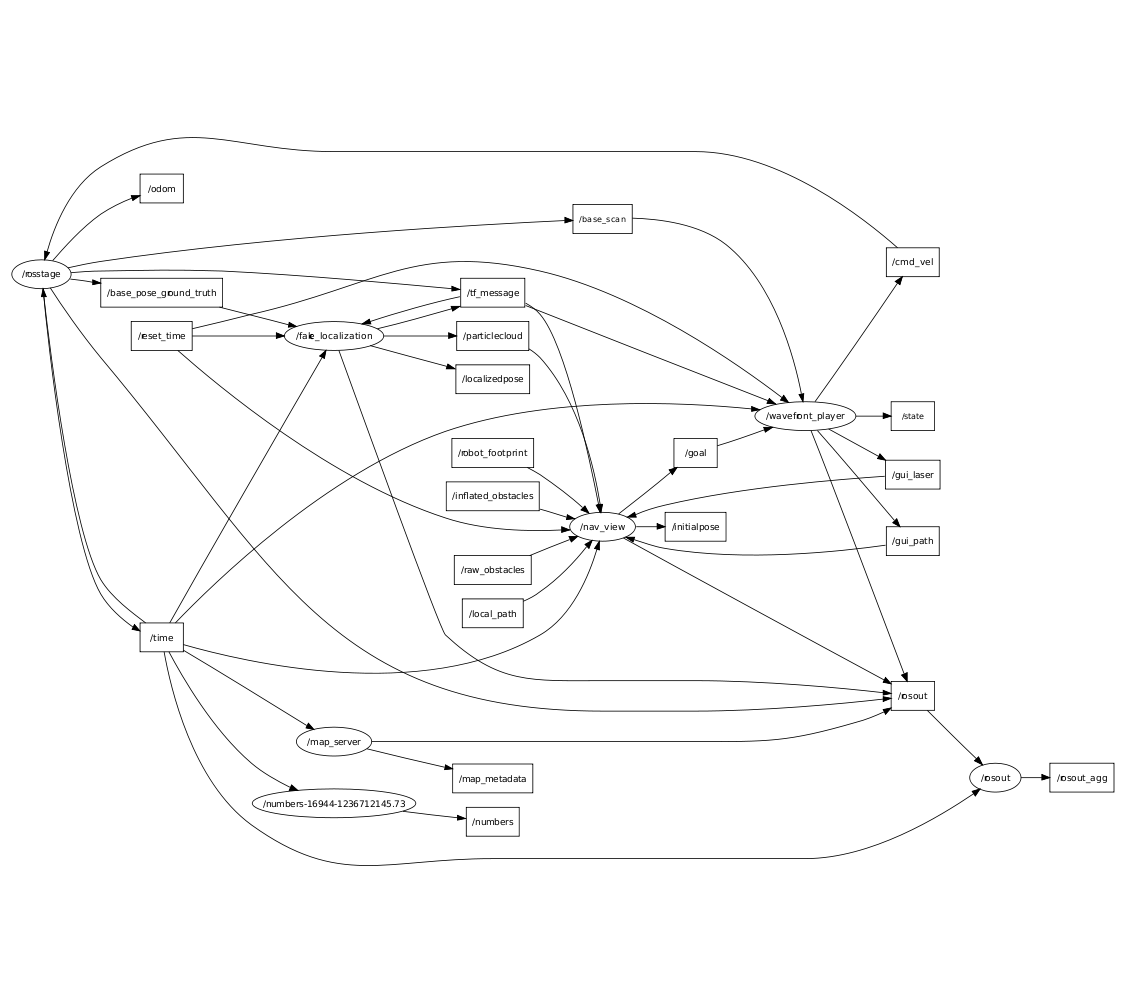 /odom
/base_scan
/cmd_vel
/rosstage
/base_pose_ground_truth
/tf_message
/reset_time
/fake_localization
/particlecloud
/localizedpose
/wavefront_player
/state
/robot_footprint
/goal
/gui_laser
/inflated_obstacles
/nav_view
/initialpose
/gui_path
/raw_obstacles
/local_path
/time
/rosout
/map_server
/map_metadata
/rosout
/rosout_agg
/numbers-16944-1236712145.73
/numbers